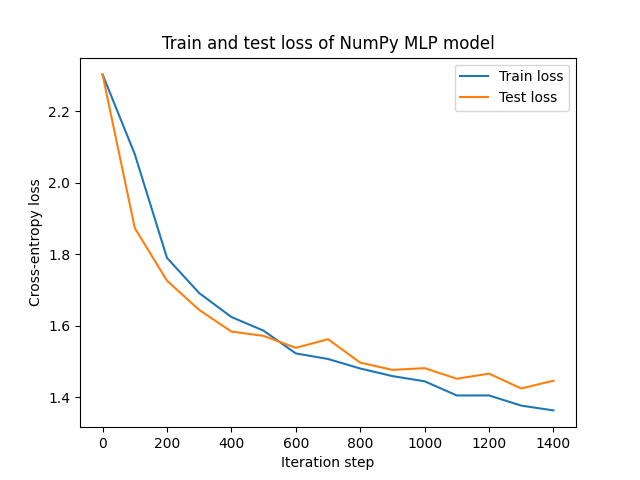 Train and test loss of NumPy MLP model
Train loss
Test loss
2.2
2.0
1.8
1.6
1.4
Cross-entropy loss
0 200 400 600 800 1000 1200 1400
Iteration step